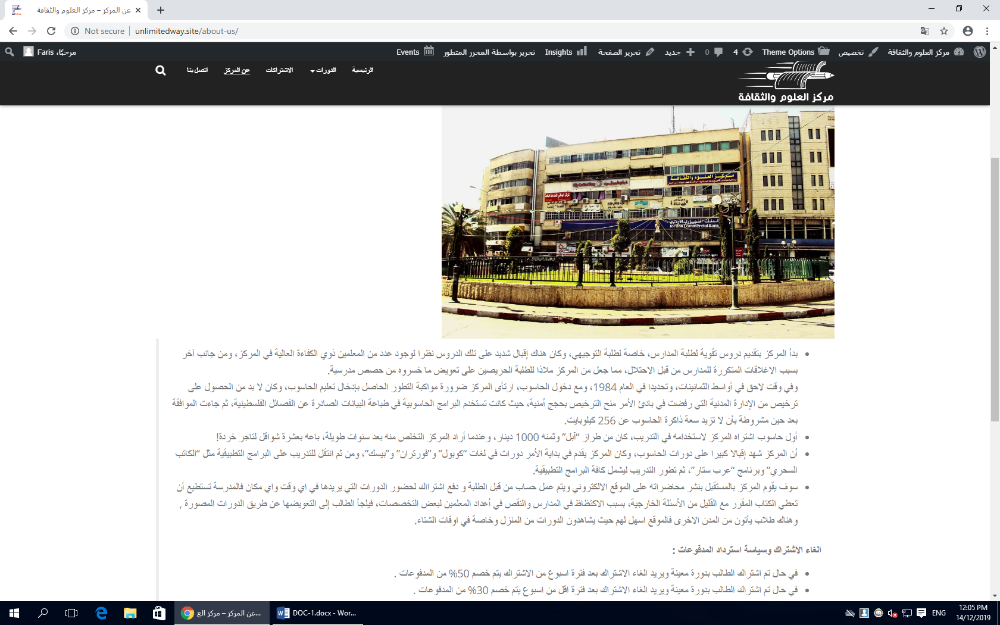 عن المركز – مركز العلوم والثقافة
Not secure
unlimitedway.site/about-us/
مركز العلوم والثقافة
تخصيص
Theme Options
4
0
جديد
تحرير الصفحة
Insights
تحرير بواسطة المحرر المتطور
Events
مرحبًا، Faris
مركز العلوم والثقافة
الرئيسية
الدورات
الاشتراكات
عن المركز
اتصل بنا
مركز العلوم والثقافة
البنك التجاري الأردني
Jordan Commercial Bank
بدأ المركز بتقديم دروس تقوية لطلبة المدارس، خاصة لطلبة التوجيهي، وكان هناك إقبال شديد على تلك الدروس نظرا لوجود عدد من المعلمين ذوي الكفاءة العالية في المركز، ومن جانب آخر
بسبب الاغلاقات المتكررة للمدارس من قبل الاحتلال، مما جعل من المركز ملاذا للطلبة الحريصين على تعويض ما خسروه من حصص مدرسية.
وفي وقت لاحق في أواسط الثمانينات، وتحديدا في العام 1984، ومع دخول الحاسوب، ارتأى المركز ضرورة مواكبة التطور الحاصل بإدخال تعليم الحاسوب، وكان لا بد من الحصول على
ترخيص من الإدارة المدنية التي رفضت في بادئ الأمر منح الترخيص بحجج أمنية، حيث كانت تستخدم البرامج الحاسوبية في طباعة البيانات الصادرة عن الفصائل الفلسطينية، ثم جاءت الموافقة
بعد حين مشروطة بأن لا تزيد سعة ذاكرة الحاسوب عن 256 كيلوبايت.
أول حاسوب اشتراه المركز لاستخدامه في التدريب، كان من طراز “آبل” وثمنه 1000 دينار، وعندما أراد المركز التخلص منه بعد سنوات طويلة، باعه بعشرة شواقل لتاجر خردة!
أن المركز شهد إقبالا كبيرا على دورات الحاسوب، وكان المركز يقدم في بداية الأمر دورات في لغات “كوبول” و”فورتران” و”بيسك”، ومن ثم انتقل للتدريب على البرامج التطبيقية مثل “الكاتب
السحري” وبرنامج “عرب ستار”، ثم تطور التدريب ليشمل كافة البرامج التطبيقية.
سوف يقوم المركز بالمستقبل بنشر محاضراته على الموقع الالكتروني ويتم عمل حساب من قبل الطلبة و دفع اشترااك لحضور الدورات التي يريدها في اي وقت واي مكان فالمدرسة تستطيع أن
تعطي الكتاب المقرر مع القليل من الأسئلة الخارجية، بسبب الاكتظاظ في المدارس والنقص في أعداد المعلمين لبعض التخصصات، فيلجأ الطالب إلى التعويضها عن طريق الدورات المصورة ,
وهناك طلاب يأتون من المدن الاخرى فالموقع اسهل لهم حيث يشاهدون الدورات من المنزل وخاصة في اوقات الشتاء.
الغاء الاشتراك وسياسة استرداد المدفوعات :
في حال تم اشتراك الطالب بدورة معينة ويريد الغاء الاشتراك بعد فترة اسبوع من الاشتراك يتم خصم 50% من المدفوعات .
في حال تم اشتراك الطالب بدورة معينة ويريد الغاء الاشتراك بعد فترة اقل من اسبوع يتم خصم 30% من المدفوعات .
عن المركز – مركز الع...
DOC-1.docx - Wor...
ENG
12:05 PM
14/12/2019